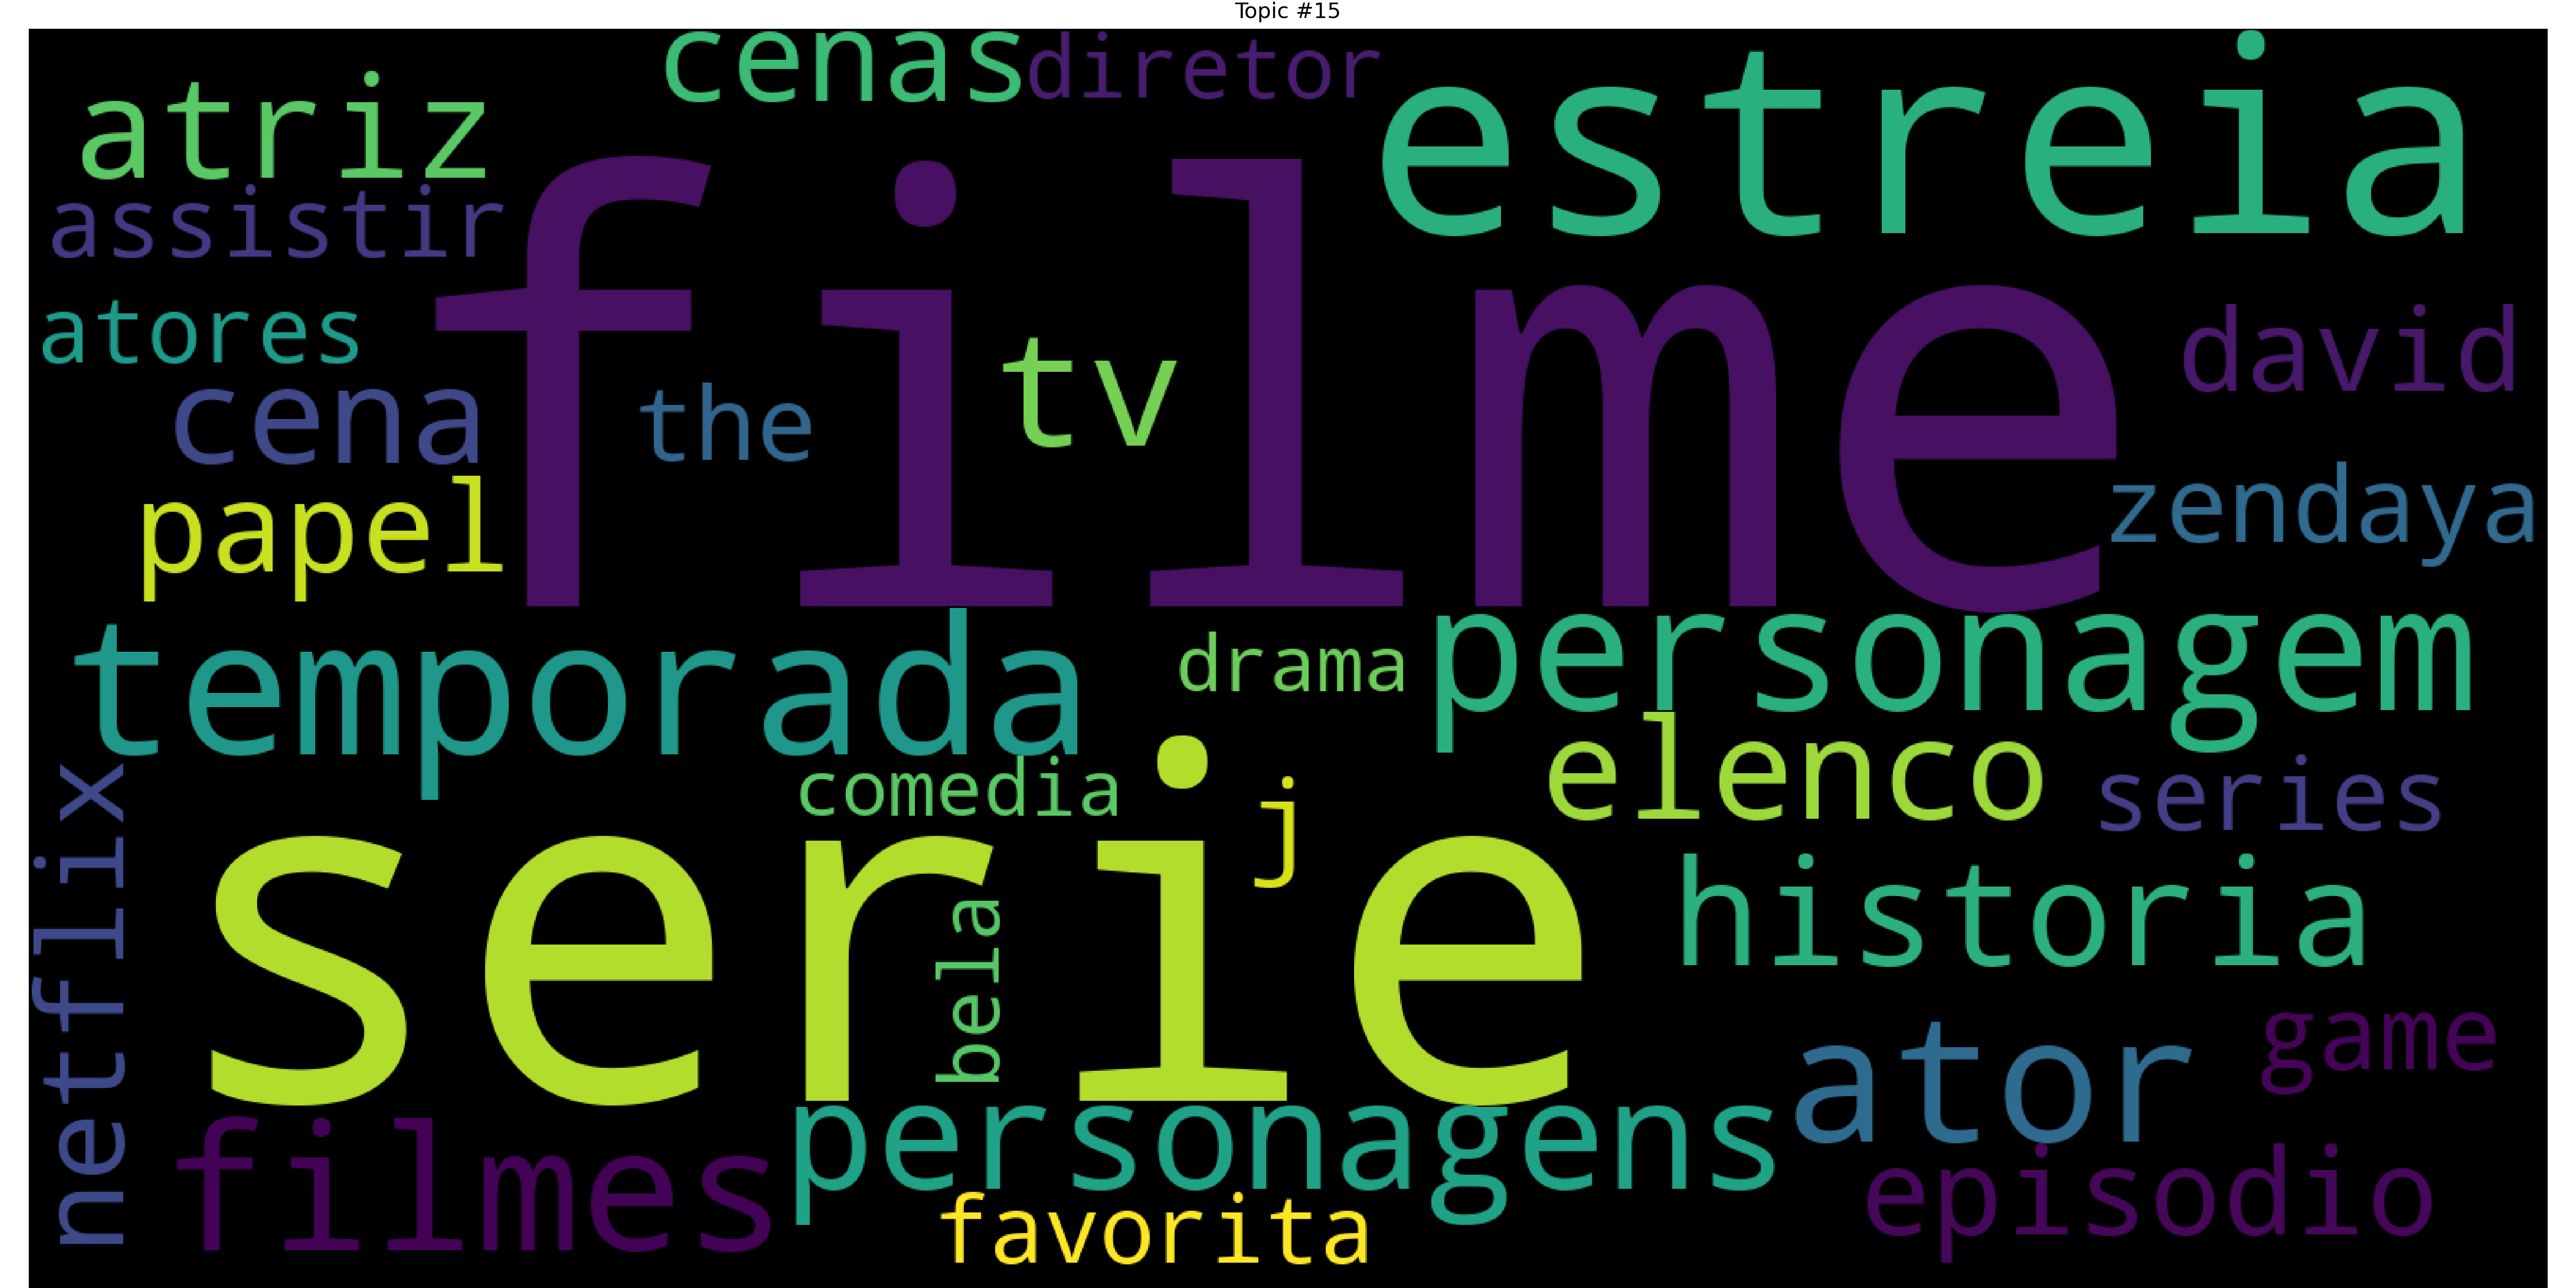 Topic #15
cenas
diretor
estreia
atriz
assistir
filme
atores
david
tv
cena
the
zendaya
papel
temporada
personagem
drama
elenco
series
comedia
j
netflix
serie
bela
historia
game
ator
filmes
personagens
episodio
favorita